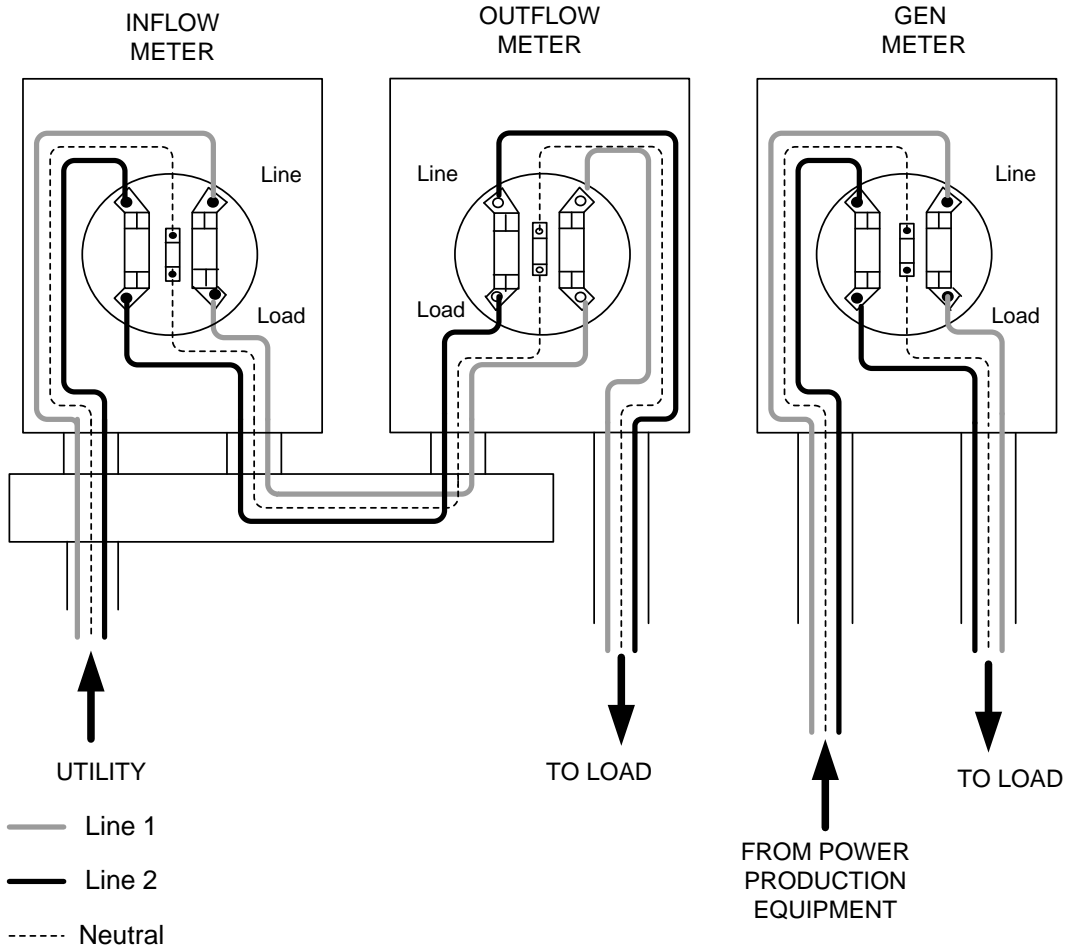 INFLOW
METER
OUTFLOW
METER
GEN
METER
Line
Load
Line
Load
Line
Load
UTILITY
TO LOAD
TO LOAD
FROM POWER
PRODUCTION
EQUIPMENT
Line 1
Line 2
Neutral